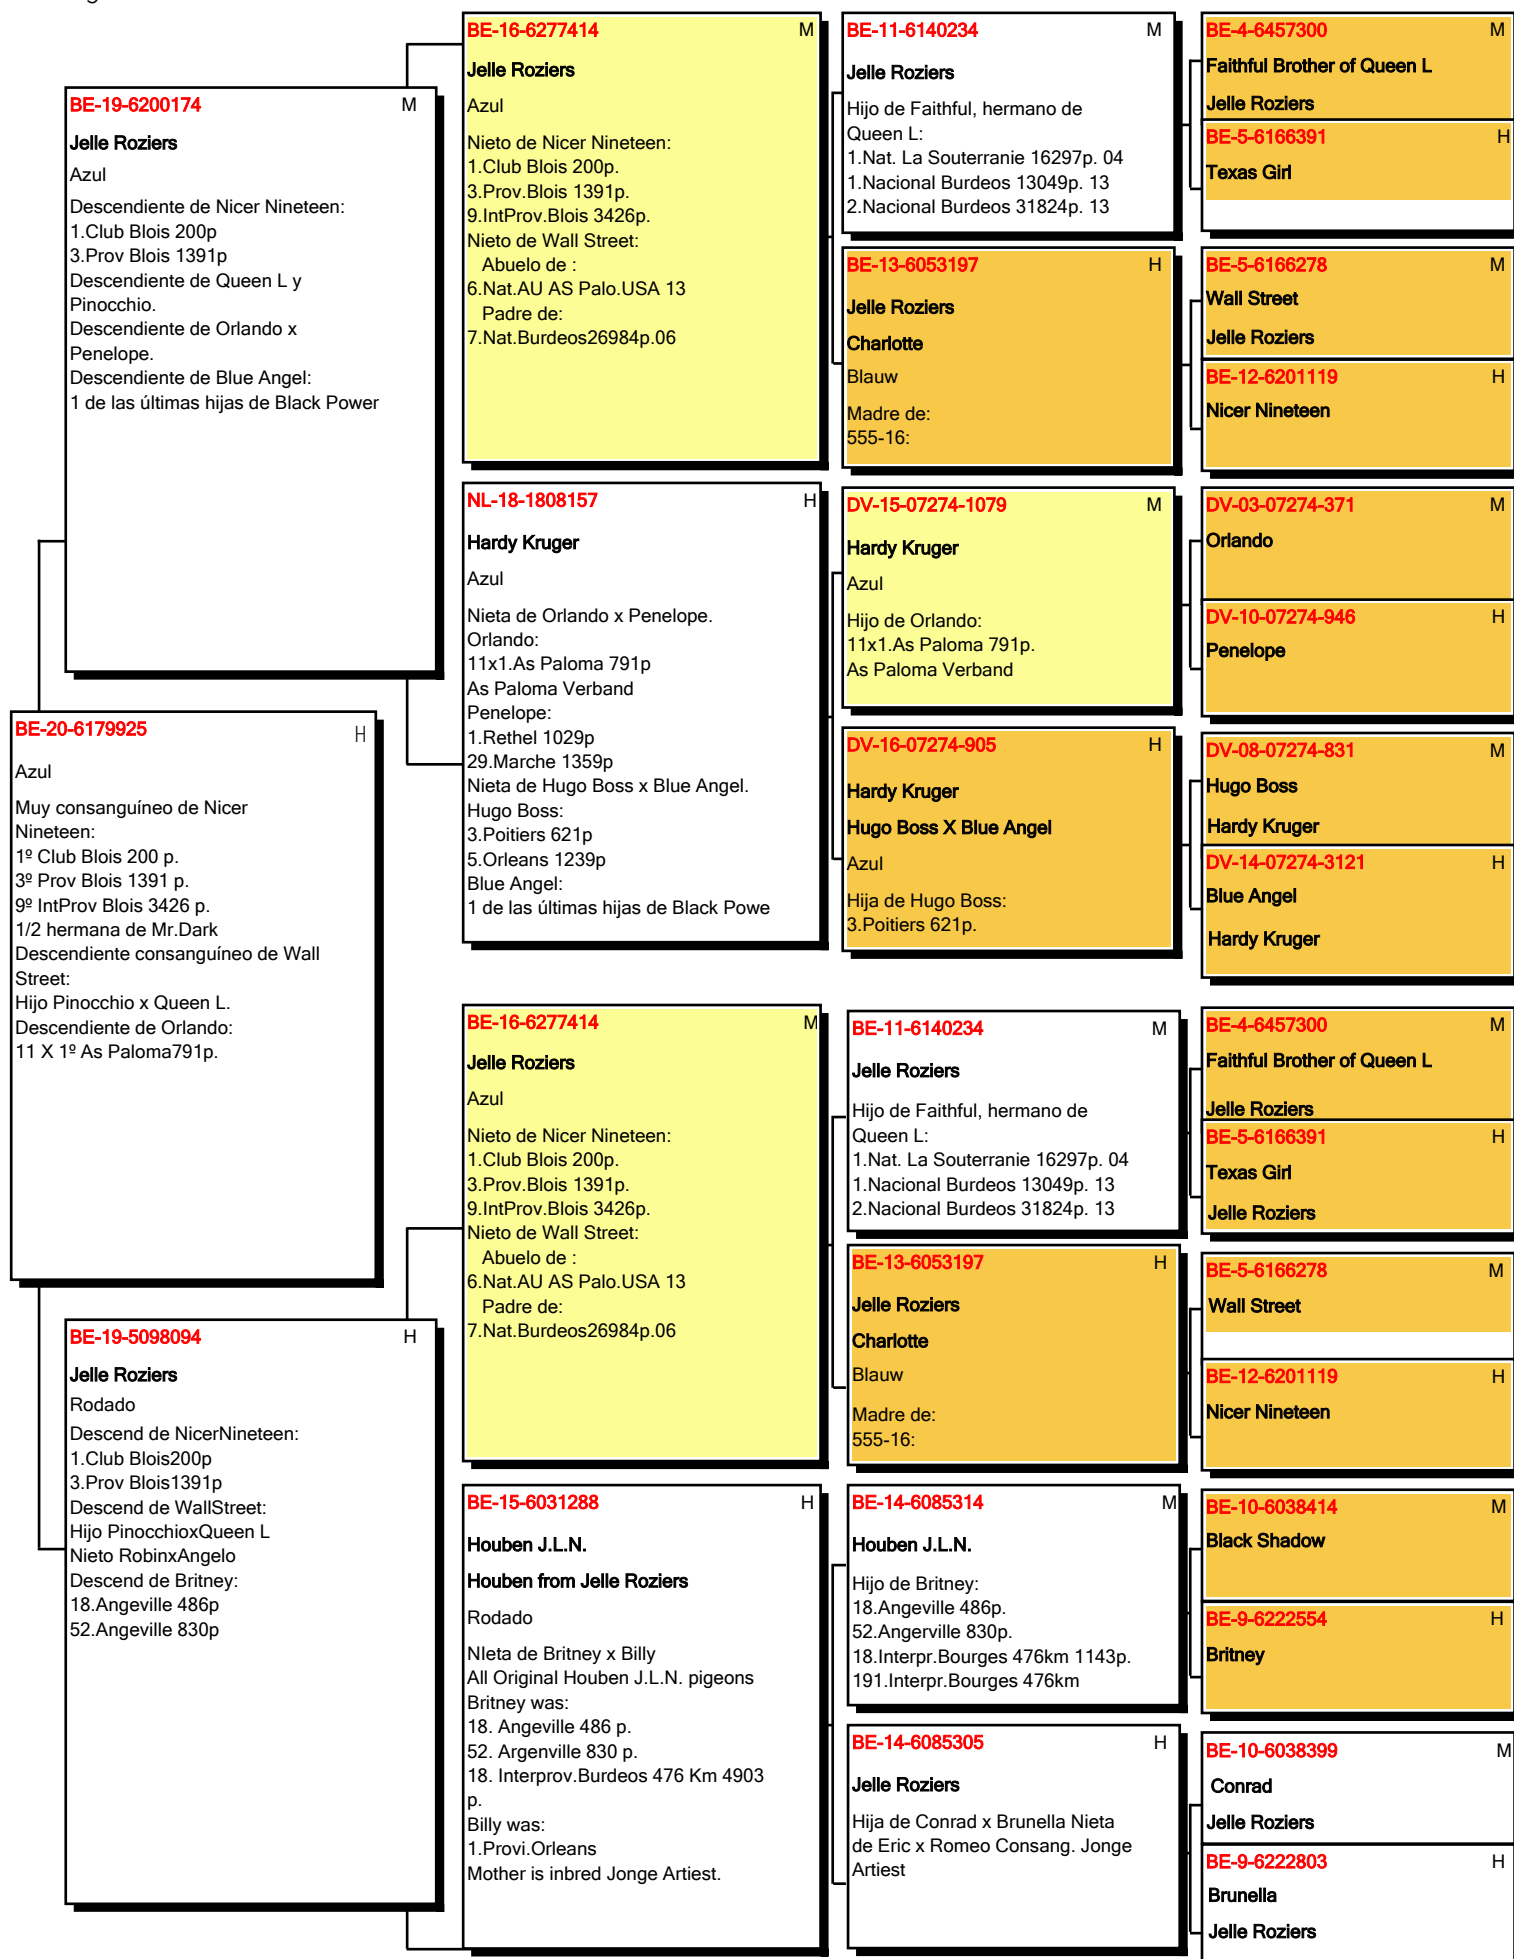 BE-20-6179925 H
Azul
Muy consanguíneo de Nicer
Nineteen:
1º Club Blois 200 p.
3º Prov Blois 1391 p.
9º IntProv Blois 3426 p.
1/2 hermana de Mr.Dark
Descendiente consanguíneo de Wall
Street:
Hijo Pinocchio x Queen L.
Descendiente de Orlando:
11 X 1º As Paloma791p.
BE-19-6200174 M
Jelle Roziers
Azul
Descendiente de Nicer Nineteen:
1.Club Blois 200p
3.Prov Blois 1391p
Descendiente de Queen L y
Pinocchio.
Descendiente de Orlando x
Penelope.
Descendiente de Blue Angel:
1 de las últimas hijas de Black Power
BE-19-5098094 H
Jelle Roziers
Rodado
Descend de NicerNineteen:
1.Club Blois200p
3.Prov Blois1391p
Descend de WallStreet:
Hijo PinocchioxQueen L
Nieto RobinxAngelo
Descend de Britney:
18.Angeville 486p
52.Angeville 830p
BE-16-6277414 M
Jelle Roziers
Azul
Nieto de Nicer Nineteen:
1.Club Blois 200p.
3.Prov.Blois 1391p.
9.IntProv.Blois 3426p.
Nieto de Wall Street:
Abuelo de :
6.Nat.AU AS Palo.USA 13
Padre de:
7.Nat.Burdeos26984p.06
NL-18-1808157 H
Hardy Kruger
Azul
Nieta de Orlando x Penelope.
Orlando:
11x1.As Paloma 791p
As Paloma Verband
Penelope:
1.Rethel 1029p
29.Marche 1359p
Nieta de Hugo Boss x Blue Angel.
Hugo Boss:
3.Poitiers 621p
5.Orleans 1239p
Blue Angel:
1 de las últimas hijas de Black Powe
BE-16-6277414 M
Jelle Roziers
Azul
Nieto de Nicer Nineteen:
1.Club Blois 200p.
3.Prov.Blois 1391p.
9.IntProv.Blois 3426p.
Nieto de Wall Street:
Abuelo de :
6.Nat.AU AS Palo.USA 13
Padre de:
7.Nat.Burdeos26984p.06
BE-15-6031288 H
Houben J.L.N.
Houben from Jelle Roziers
Rodado
NIeta de Britney x Billy
All Original Houben J.L.N. pigeons
Britney was:
18. Angeville 486 p.
52. Argenville 830 p.
18. Interprov.Burdeos 476 Km 4903
p.
Billy was:
1.Provi.Orleans
Mother is inbred Jonge Artiest.
BE-11-6140234 M
Jelle Roziers
Hijo de Faithful, hermano de
Queen L:
1.Nat. La Souterranie 16297p. 04
1.Nacional Burdeos 13049p. 13
2.Nacional Burdeos 31824p. 13
BE-13-6053197 H
Jelle Roziers
Charlotte
Blauw
Madre de:
555-16:
DV-15-07274-1079 M
Hardy Kruger
Azul
Hijo de Orlando:
11x1.As Paloma 791p.
As Paloma Verband
DV-16-07274-905 H
Hardy Kruger
Hugo Boss X Blue Angel
Azul
Hija de Hugo Boss:
3.Poitiers 621p.
BE-11-6140234 M
Jelle Roziers
Hijo de Faithful, hermano de
Queen L:
1.Nat. La Souterranie 16297p. 04
1.Nacional Burdeos 13049p. 13
2.Nacional Burdeos 31824p. 13
BE-13-6053197 H
Jelle Roziers
Charlotte
Blauw
Madre de:
555-16:
BE-14-6085314 M
Houben J.L.N.
Hijo de Britney:
18.Angeville 486p.
52.Angerville 830p.
18.Interpr.Bourges 476km 1143p.
191.Interpr.Bourges 476km
BE-14-6085305 H
Jelle Roziers
Hija de Conrad x Brunella Nieta
de Eric x Romeo Consang. Jonge
Artiest
BE-4-6457300 M
Faithful Brother of Queen L
Jelle Roziers
BE-5-6166391 H
Texas Girl
BE-5-6166278 M
Wall Street
Jelle Roziers
BE-12-6201119 H
Nicer Nineteen
DV-03-07274-371 M
Orlando
DV-10-07274-946 H
Penelope
DV-08-07274-831 M
Hugo Boss
Hardy Kruger
DV-14-07274-3121 H
Blue Angel
Hardy Kruger
BE-4-6457300 M
Faithful Brother of Queen L
Jelle Roziers
BE-5-6166391 H
Texas Girl
Jelle Roziers
BE-5-6166278 M
Wall Street
BE-12-6201119 H
Nicer Nineteen
BE-10-6038414 M
Black Shadow
BE-9-6222554 H
Britney
BE-10-6038399 M
Conrad
Jelle Roziers
BE-9-6222803 H
Brunella
Jelle Roziers